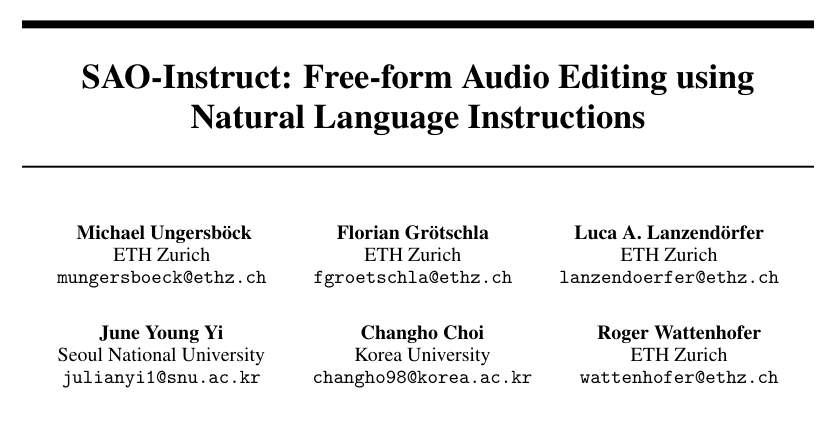 SAO-Instruct: Free-form Audio Editing using
Natural Language Instructions
Michael Ungersböck
ETH Zurich
mungersboeck@ethz.ch
Florian Grötschla
ETH Zurich
fgroetschla@ethz.ch
Luca A. Lanzendörfer
ETH Zurich
lanzendoerfer@ethz.ch
June Young Yi
Seoul National University
julianyi1@snu.ac.kr
Changho Choi
Korea University
changho98@korea.ac.kr
Roger Wattenhofer
ETH Zurich
wattenhofer@ethz.ch